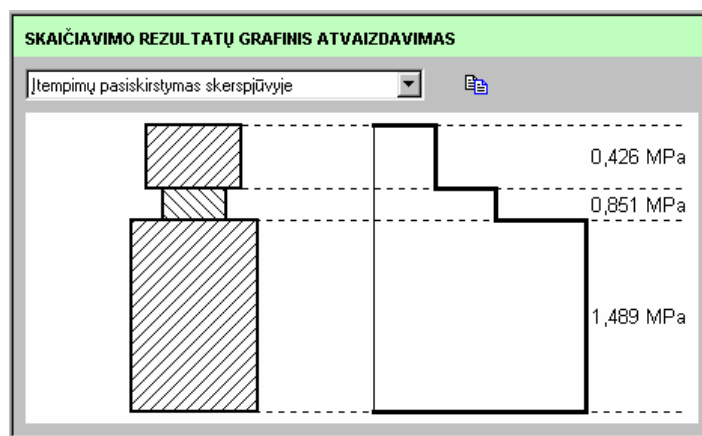 SKAIČIAVIMO REZULTATŲ GRAFINIS ATVAIZDAVIMAS
Įtempimų pasiskirstymas skerspjūvyje
0,426 MPa
0,851 MPa
1,489 MPa